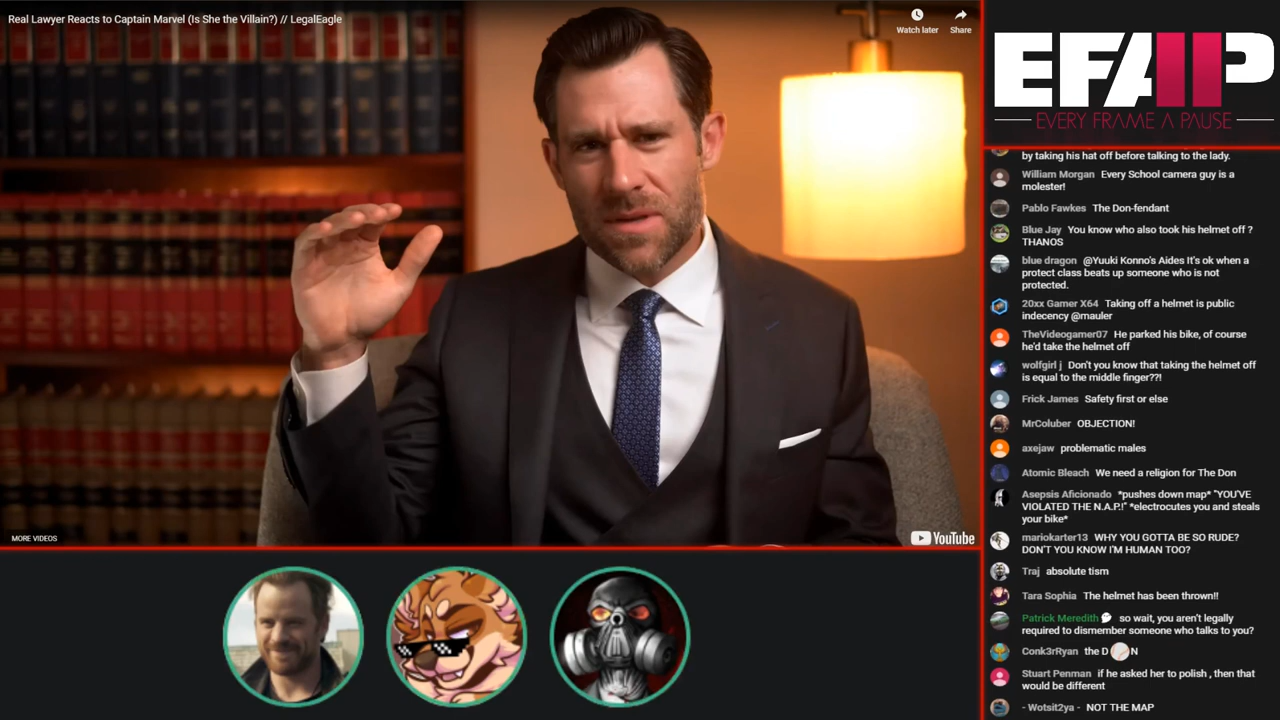 Real Lawyer Reacts to Captain Marvel (Is She the Villain?) // LegalEagle
Watch later
Share
MORE VIDEOS
YouTube
EFAP
EVERY FRAME A PAUSE
by taking his hat off before talking to the lady.
William Morgan Every School camera guy is a
molester!
Pablo Fawkes The Don-fendant
Blue Jay You know who also took his helmet off ?
THANOS
blue dragon @Yuuki Konno's Aides It's ok when a
protect class beats up someone who is not
protected.
20xx Gamer X64 Taking off a helmet is public
indecency @mauler
TheVideogamer07 He parked his bike, of course
he'd take the helmet off
wolfgirl j Don't you know that taking the helmet off
is equal to the middle finger??!
Frick James Safety first or else
MrColuber OBJECTION!
axejaw problematic males
Atomic Bleach We need a religion for The Don
Asepsis Aficionado *pushes down map* "YOU'VE
VIOLATED THE N.A.P.!" *electrocutes you and steals
your bike*
mariokarter13 WHY YOU GOTTA BE SO RUDE?
DON'T YOU KNOW I'M HUMAN TOO?
Traj absolute tism
Tara Sophia The helmet has been thrown!!
Patrick Meredith so wait, you aren't legally
required to dismember someone who talks to you?
Conk3rRyan the D N
Stuart Penman if he asked her to polish , then that
would be different
- Wotsit2ya - NOT THE MAP